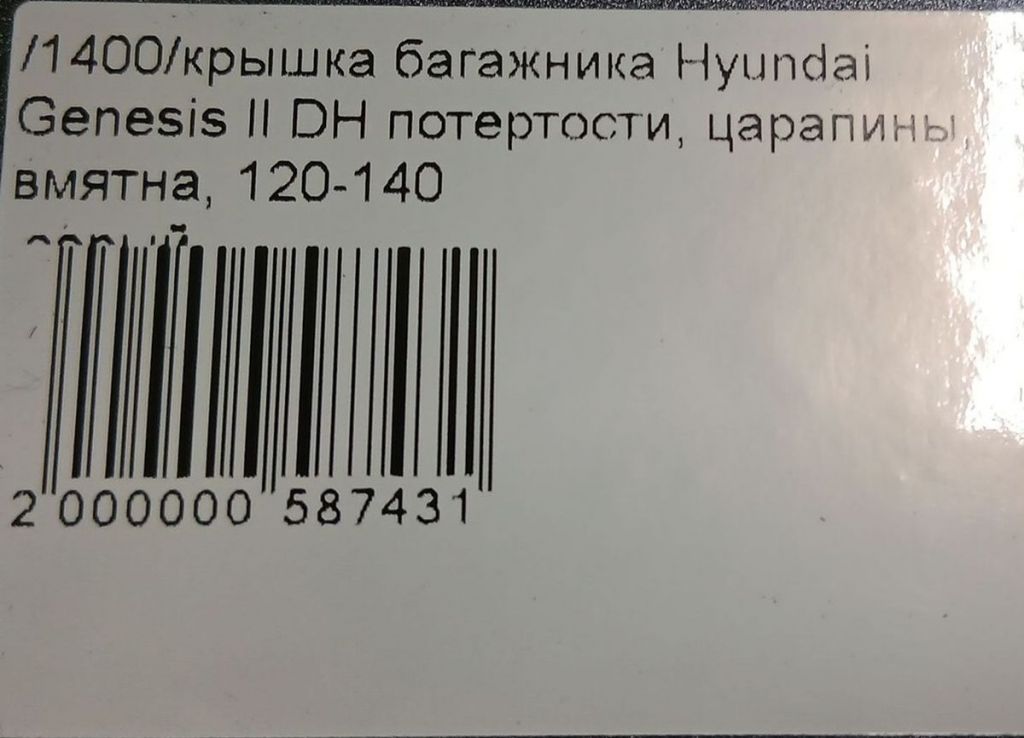 /1400/крышка багажника Hyundai
Genesis II DH потертости, царапины,
вмятна, 120-140
2 000000 587431